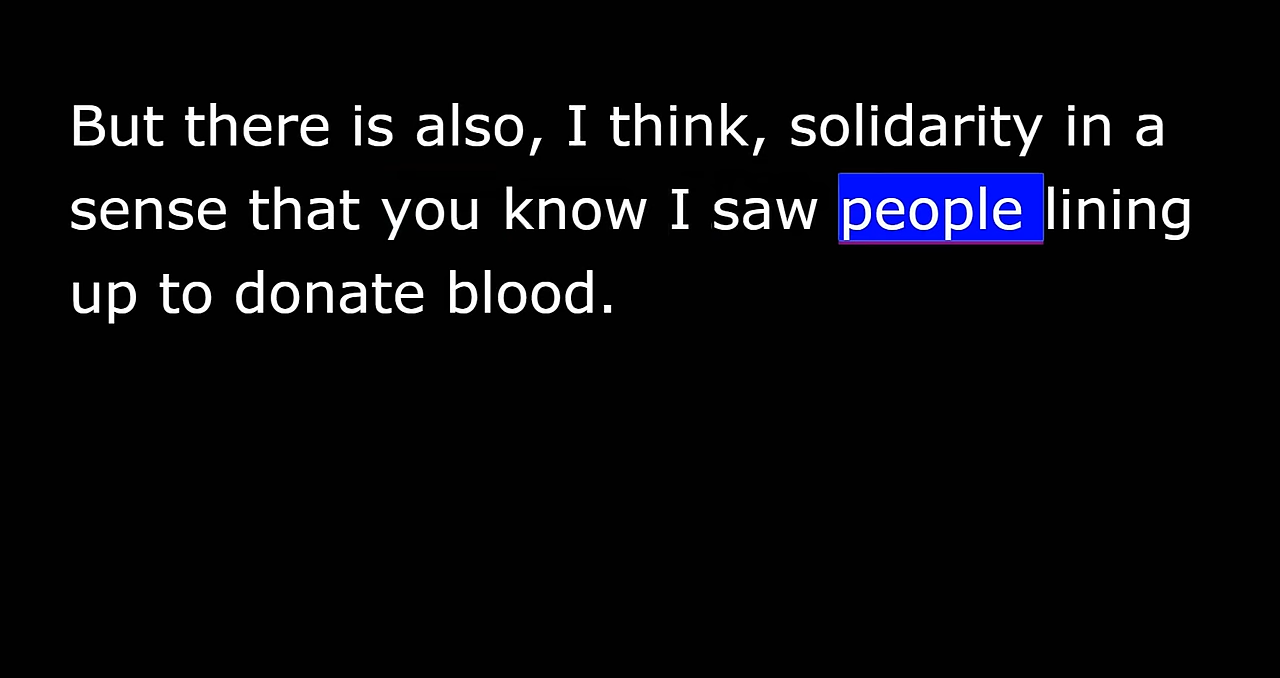 But there is also, I think, solidarity in a
sense that you know I saw people lining
up to donate blood.